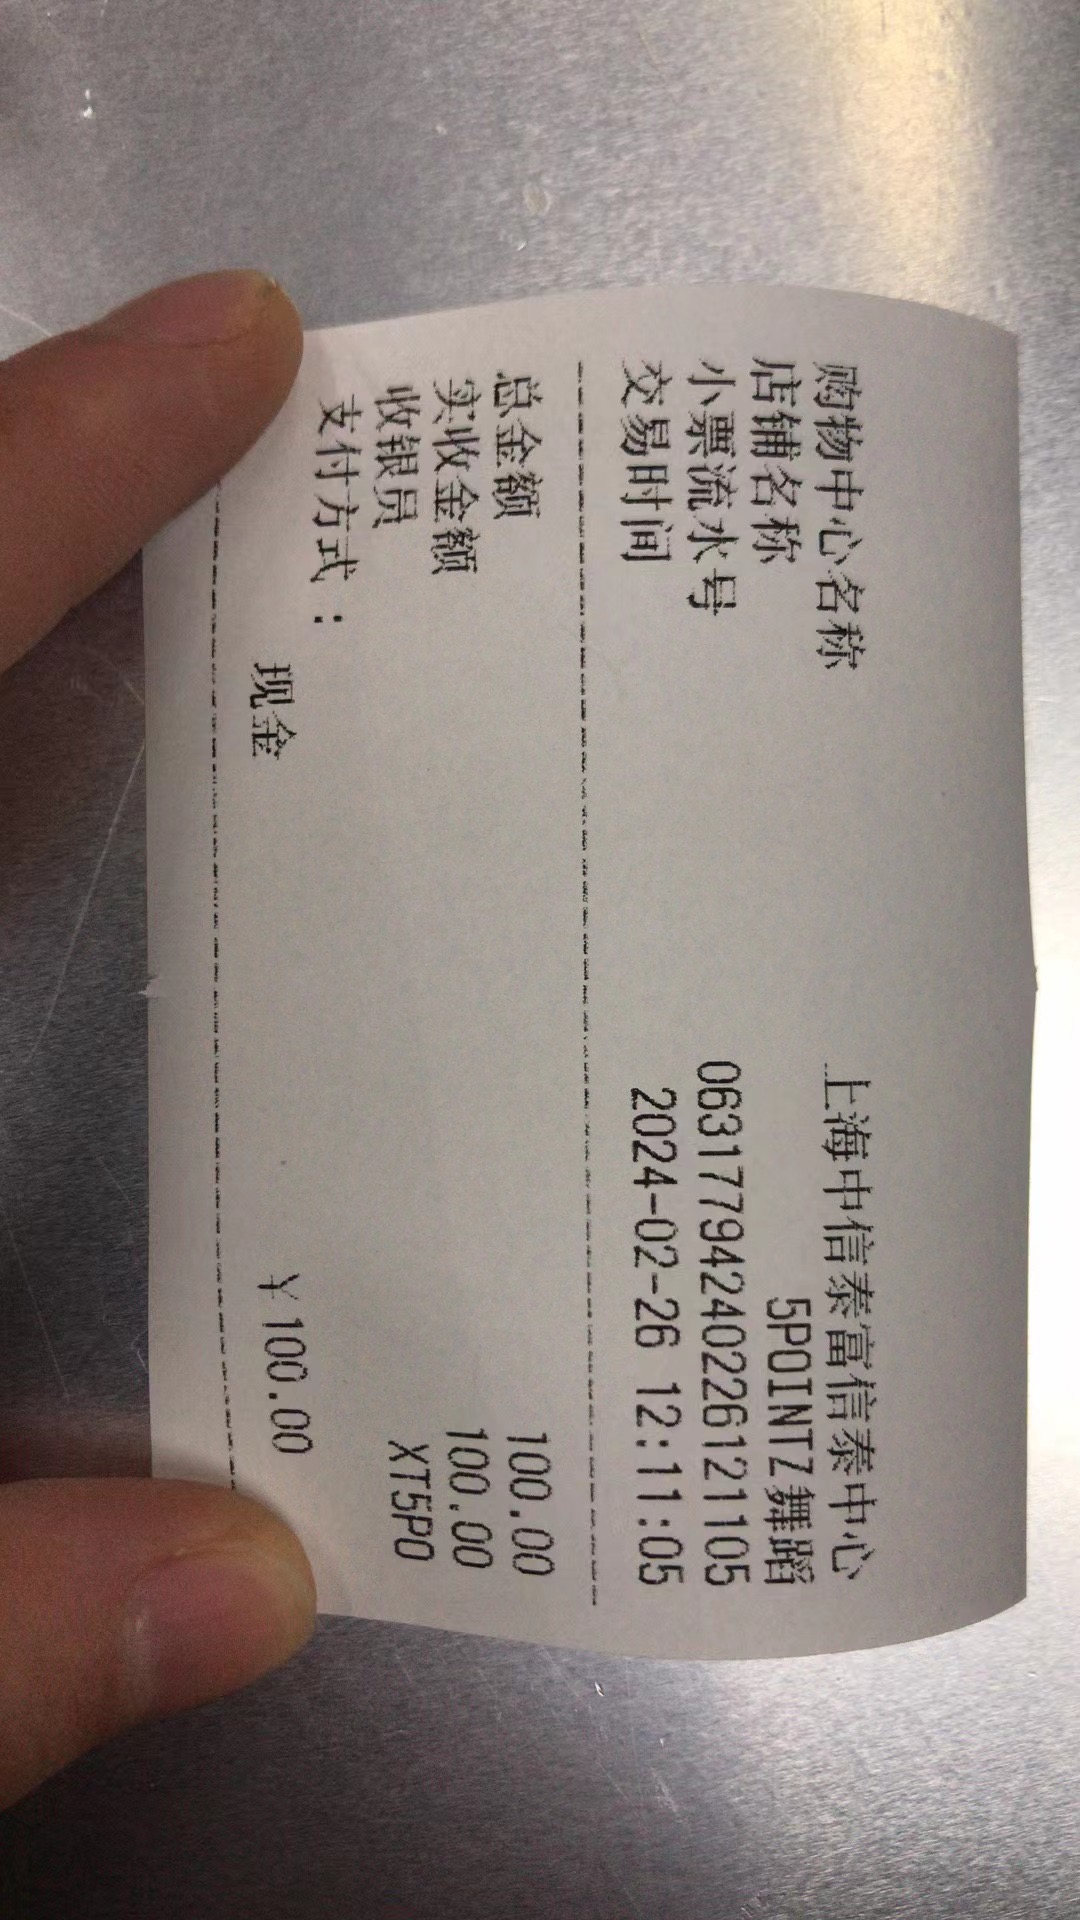 购物中心名称 上海中信泰富信泰中心
店铺名称 5POINTZ舞蹈
小票流水号 06317794240226121105
交易时间 2024-02-26 12:11:05
总金额 100.00
实收金额 100.00
收银员 XT5P0
支付方式：
现金 ￥100.00